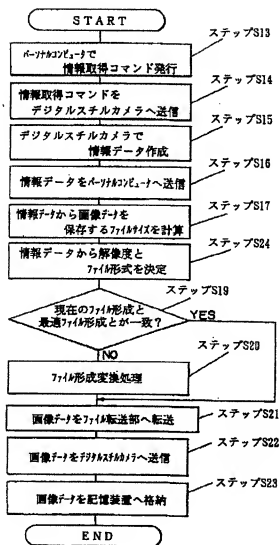 START
ステップS13
パーソナルコンピュータで
情報取得コマンド発行
ステップS14
情報取得コマンドを
デジタルスチルカメラへ送信
ステップS15
デジタルスチルカメラで
情報データ作成
ステップS16
情報データをパーソナルコンピュータへ送信
ステップS17
情報データから画像データを
保存するファイルサイズを計算
ステップS24
情報データから解像度と
ファイル形式を決定
ステップS19
現在のファイル形成と
最適ファイル形成とが一致?
YES
NO
ステップS20
ファイル形成変換処理
ステップS21
画像データをファイル転送部へ転送
ステップS22
画像データをデジタルスチルカメラへ送信
ステップS23
画像データを記憶装置へ格納
END